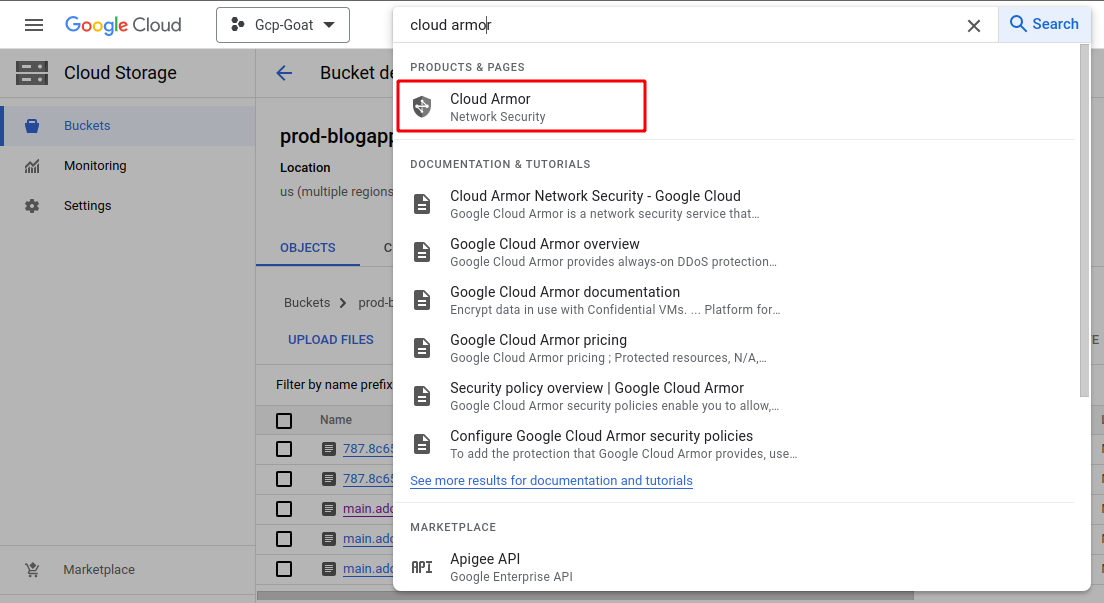 Google Cloud
Gcp-Goat
cloud armor
Search
Cloud Storage
Buckets
Monitoring
Settings
Marketplace
Bucket de
prod-blogapp
Location
us (multiple regions
OBJECTS
C
Buckets
prod-b
UPLOAD FILES
Filter by name prefix
Name
787.8c65
787.8c65
main.add
main.add
main.add
PRODUCTS & PAGES
Cloud Armor
Network Security
DOCUMENTATION & TUTORIALS
Cloud Armor Network Security - Google Cloud
Google Cloud Armor is a network security service that…
Google Cloud Armor overview
Google Cloud Armor provides always-on DDoS protection…
Google Cloud Armor documentation
Encrypt data in use with Confidential VMs. ... Platform for…
Google Cloud Armor pricing
Google Cloud Armor pricing ; Protected resources, N/A,…
Security policy overview | Google Cloud Armor
Google Cloud Armor security policies enable you to allow,…
Configure Google Cloud Armor security policies
To add the protection that Google Cloud Armor provides, use…
See more results for documentation and tutorials
MARKETPLACE
API
Apigee API
Google Enterprise API